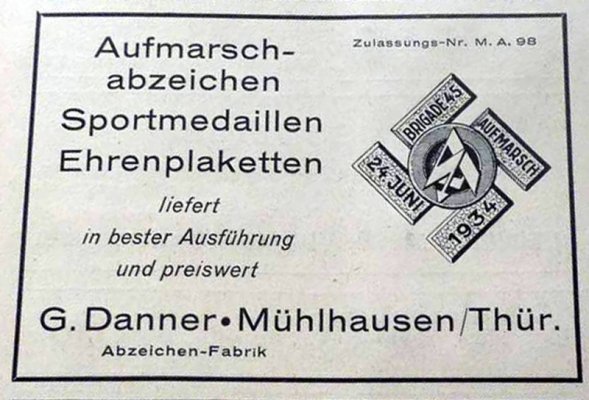 Zulassungs-Nr. M. A. 98
Aufmarsch-
abzeichen
Sportmedaillen
Ehrenplaketten
liefert
in bester Ausführung
und preiswert
BRIGADE 45
AUFMARSCH
24. JUNI
1934
G. Danner • Mühlhausen/Thür.
Abzeichen-Fabrik